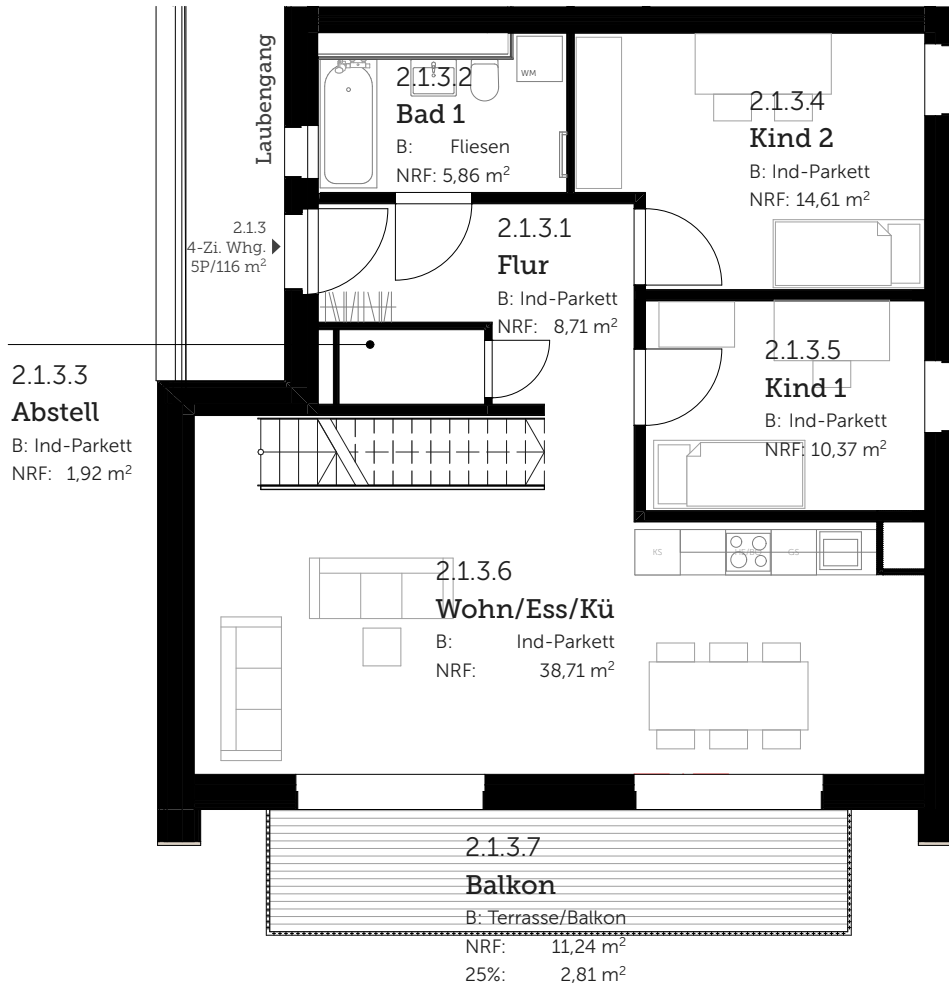 Laubengang
2.1.3.2
Bad 1
B: Fliesen
NRF: 5,86 m²
WM
2.1.3.4
Kind 2
B: Ind-Parkett
NRF: 14,61 m²
2.1.3
4-Zi. Whg.
5P/116 m²
2.1.3.1
Flur
B: Ind-Parkett
NRF: 8,71 m²
2.1.3.3
Abstell
B: Ind-Parkett
NRF: 1,92 m²
2.1.3.5
Kind 1
B: Ind-Parkett
NRF: 10,37 m²
KS
GS
2.1.3.6
Wohn/Ess/Kü
B: Ind-Parkett
NRF: 38,71 m²
2.1.3.7
Balkon
B: Terrasse/Balkon
NRF: 11,24 m²
25%: 2,81 m²